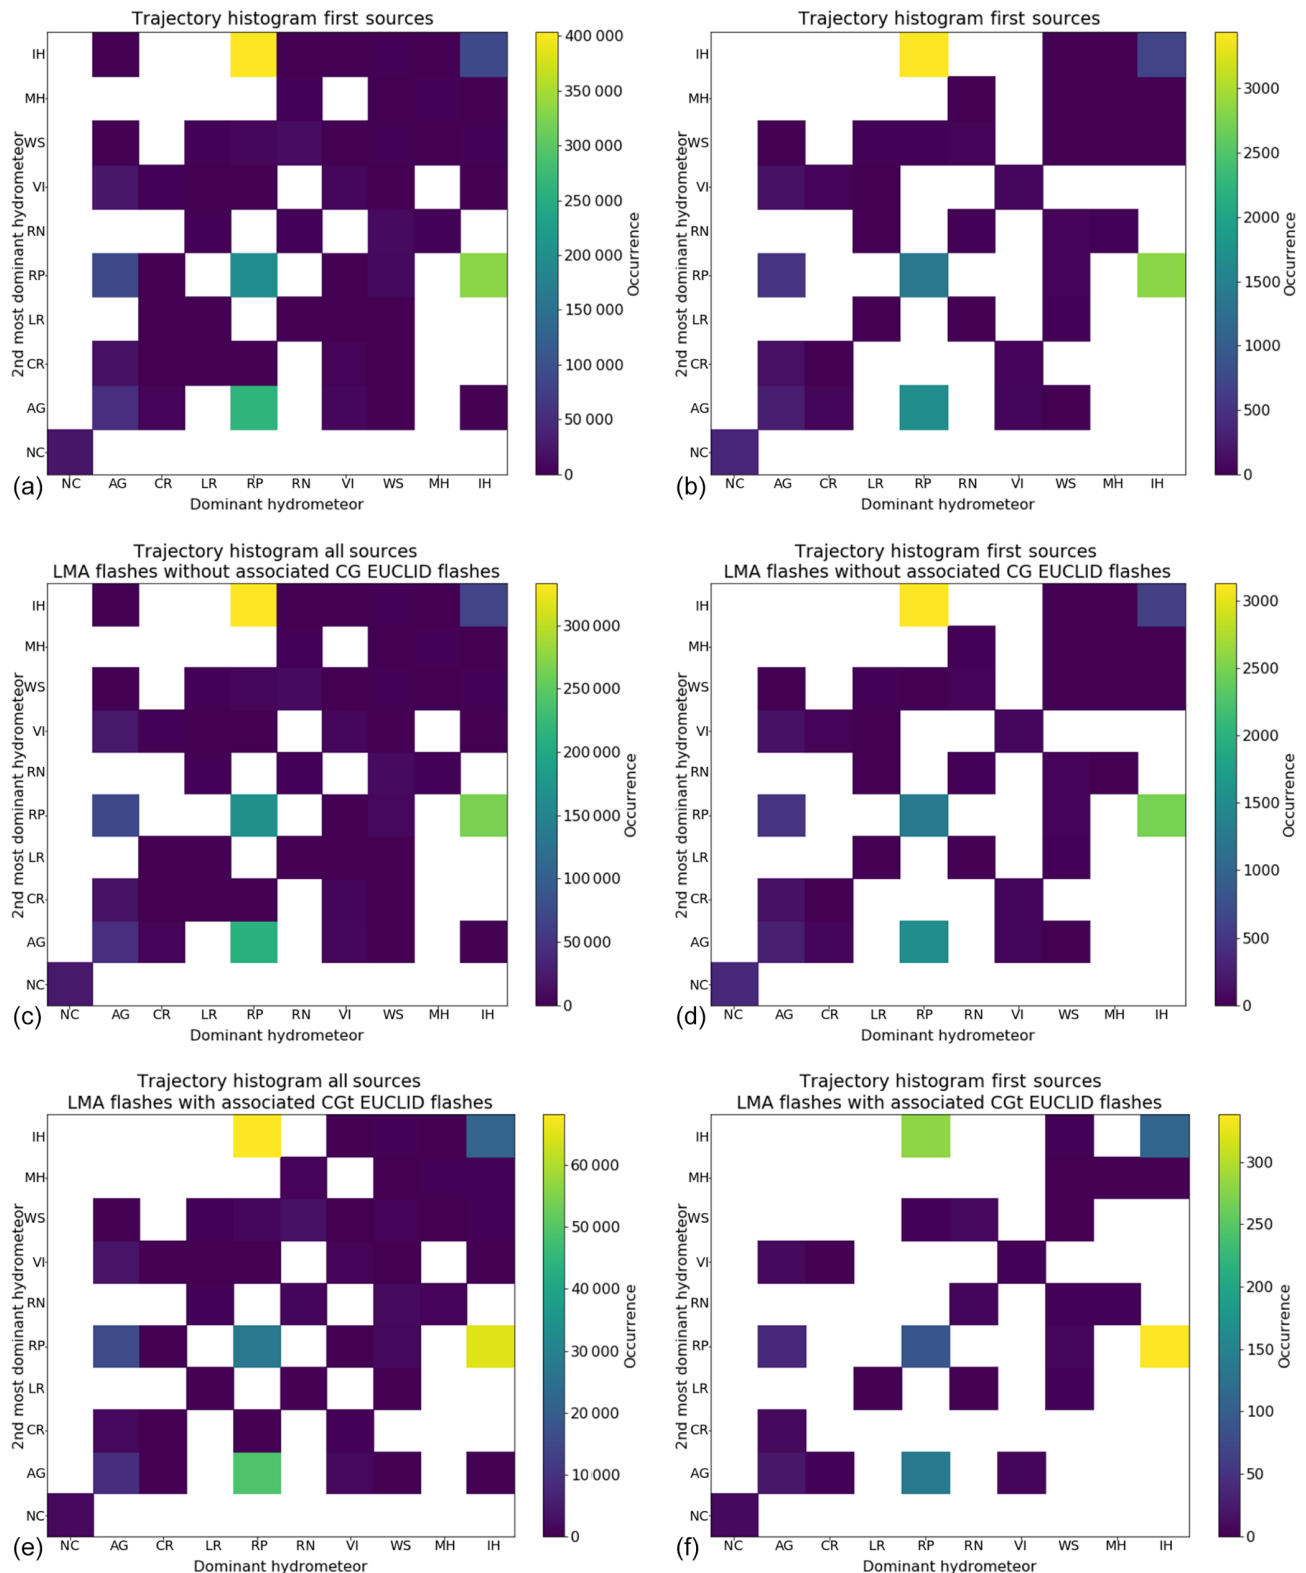 Trajectory histogram first sources
IH
MH
WS
VI
RN
RP
LR
CR
AG
NC
2nd most dominant hydrometeor
NC AG CR LR RP RN VI WS MH IH
Dominant hydrometeor
400 000
350 000
300 000
250 000
200 000
150 000
100 000
50 000
0
Occurrence
(a)
Trajectory histogram first sources
IH
MH
WS
VI
RN
RP
LR
CR
AG
NC
2nd most dominant hydrometeor
NC AG CR LR RP RN VI WS MH IH
Dominant hydrometeor
3000
2500
2000
1500
1000
500
0
Occurrence
(b)
Trajectory histogram all sources
LMA flashes without associated CG EUCLID flashes
IH
MH
WS
VI
RN
RP
LR
CR
AG
NC
2nd most dominant hydrometeor
NC AG CR LR RP RN VI WS MH IH
Dominant hydrometeor
300 000
250 000
200 000
150 000
100 000
50 000
0
Occurrence
(c)
Trajectory histogram first sources
LMA flashes without associated CG EUCLID flashes
IH
MH
WS
VI
RN
RP
LR
CR
AG
NC
2nd most dominant hydrometeor
NC AG CR LR RP RN VI WS MH IH
Dominant hydrometeor
3000
2500
2000
1500
1000
500
0
Occurrence
(d)
Trajectory histogram all sources
LMA flashes with associated CGt EUCLID flashes
IH
MH
WS
VI
RN
RP
LR
CR
AG
NC
2nd most dominant hydrometeor
NC AG CR LR RP RN VI WS MH IH
Dominant hydrometeor
60 000
50 000
40 000
30 000
20 000
10 000
0
Occurrence
(e)
Trajectory histogram first sources
LMA flashes with associated CGt EUCLID flashes
IH
MH
WS
VI
RN
RP
LR
CR
AG
NC
2nd most dominant hydrometeor
NC AG CR LR RP RN VI WS MH IH
Dominant hydrometeor
300
250
200
150
100
50
0
Occurrence
(f)